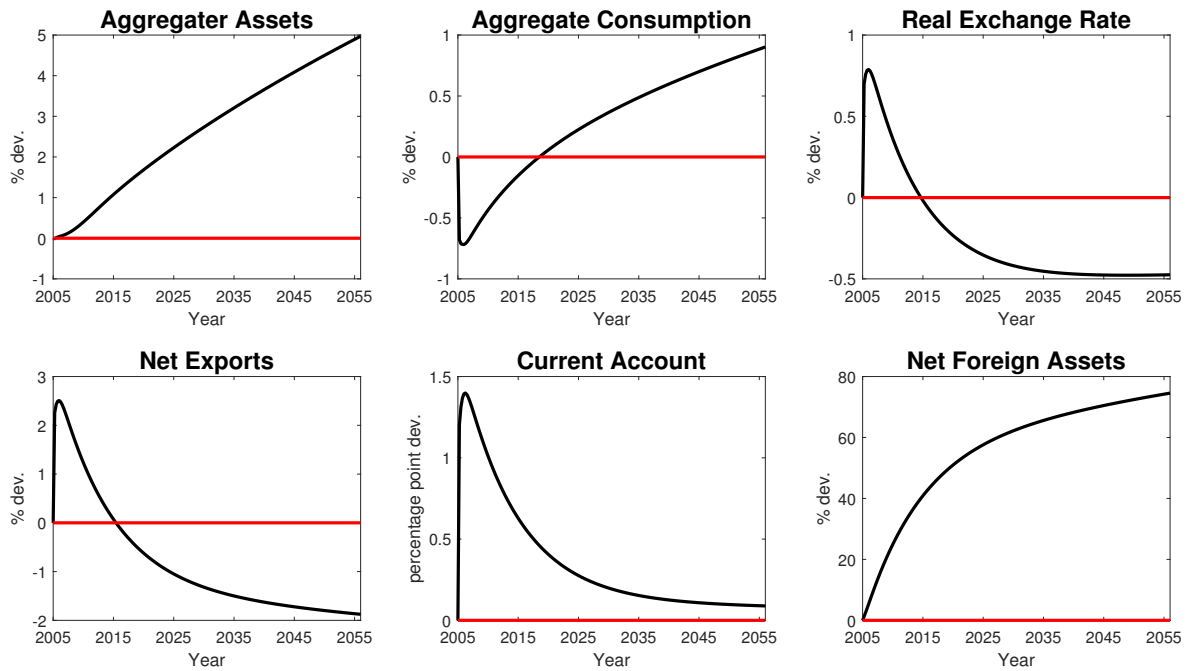 Aggregater Assets
5
4
3
2
1
0
-1
% dev.
2005 2015 2025 2035 2045 2055
Year
Aggregate Consumption
1
0.5
0
-0.5
-1
% dev.
2005 2015 2025 2035 2045 2055
Year
Real Exchange Rate
1
0.5
0
-0.5
% dev.
2005 2015 2025 2035 2045 2055
Year
Net Exports
3
2
1
0
-1
-2
% dev.
2005 2015 2025 2035 2045 2055
Year
Current Account
1.5
1
0.5
0
percentage point dev.
2005 2015 2025 2035 2045 2055
Year
Net Foreign Assets
80
60
40
20
0
% dev.
2005 2015 2025 2035 2045 2055
Year